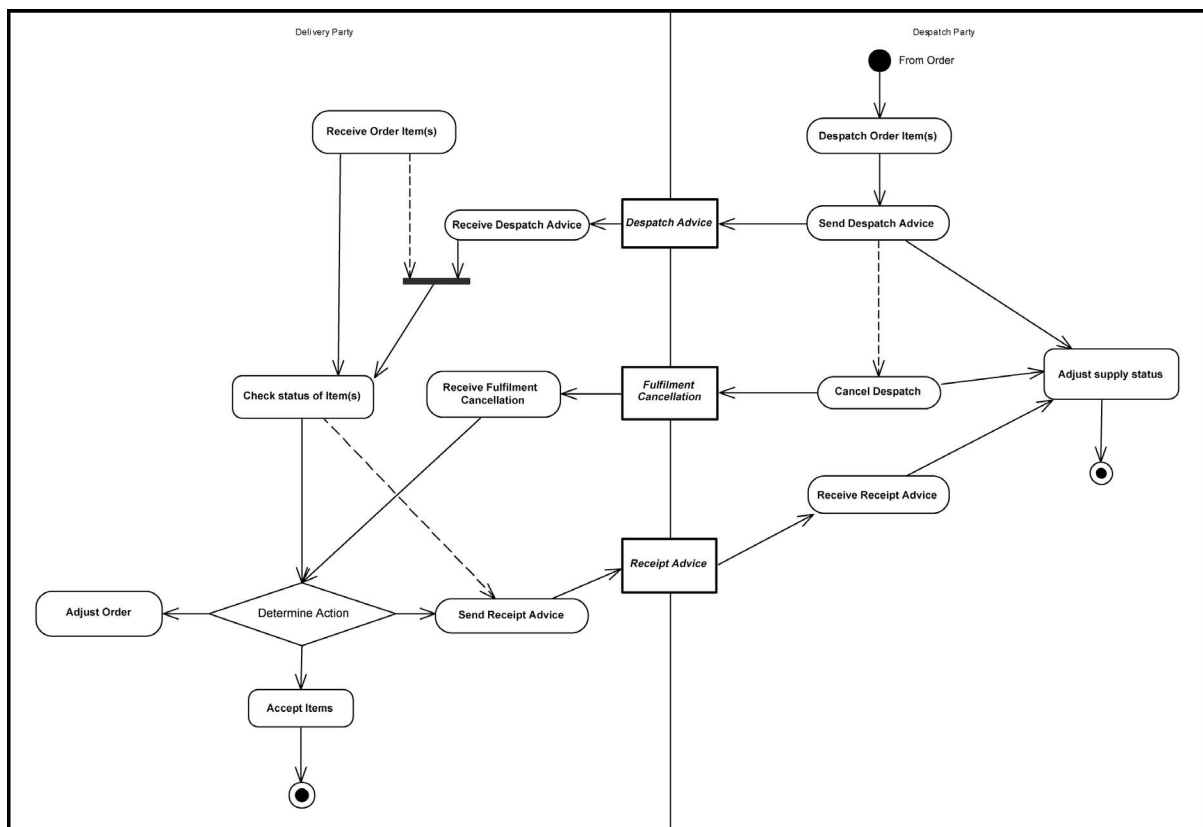 Delivery Party
Despatch Party
From Order
Receive Order Item(s)
Despatch Order Item(s)
Receive Despatch Advice
Despatch Advice
Send Despatch Advice
Check status of Item(s)
Receive Fulfilment
Cancellation
Fulfilment
Cancellation
Cancel Despatch
Adjust supply status
Receive Receipt Advice
Receipt Advice
Adjust Order
Determine Action
Send Receipt Advice
Accept Items